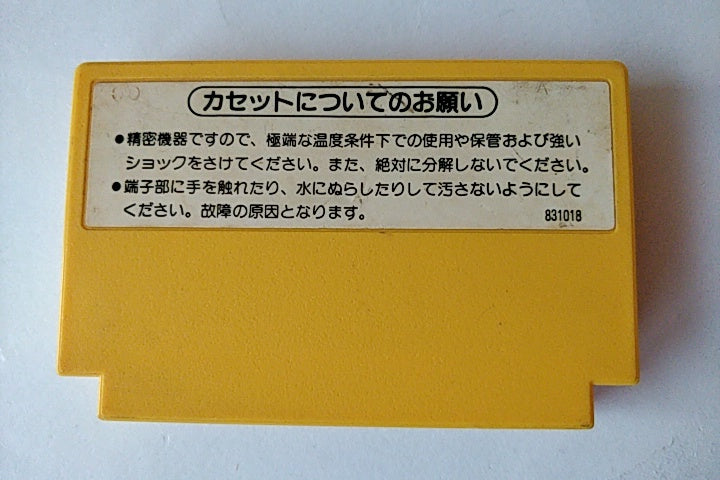 カセットについてのお願い
●精密機器ですので、極端な温度条件下での使用や保管および強い
ショックをさけてください。また、絶対に分解しないでください。
●端子部に手を触れたり、水にぬらしたりして汚さないようにして
ください。故障の原因となります。
831018